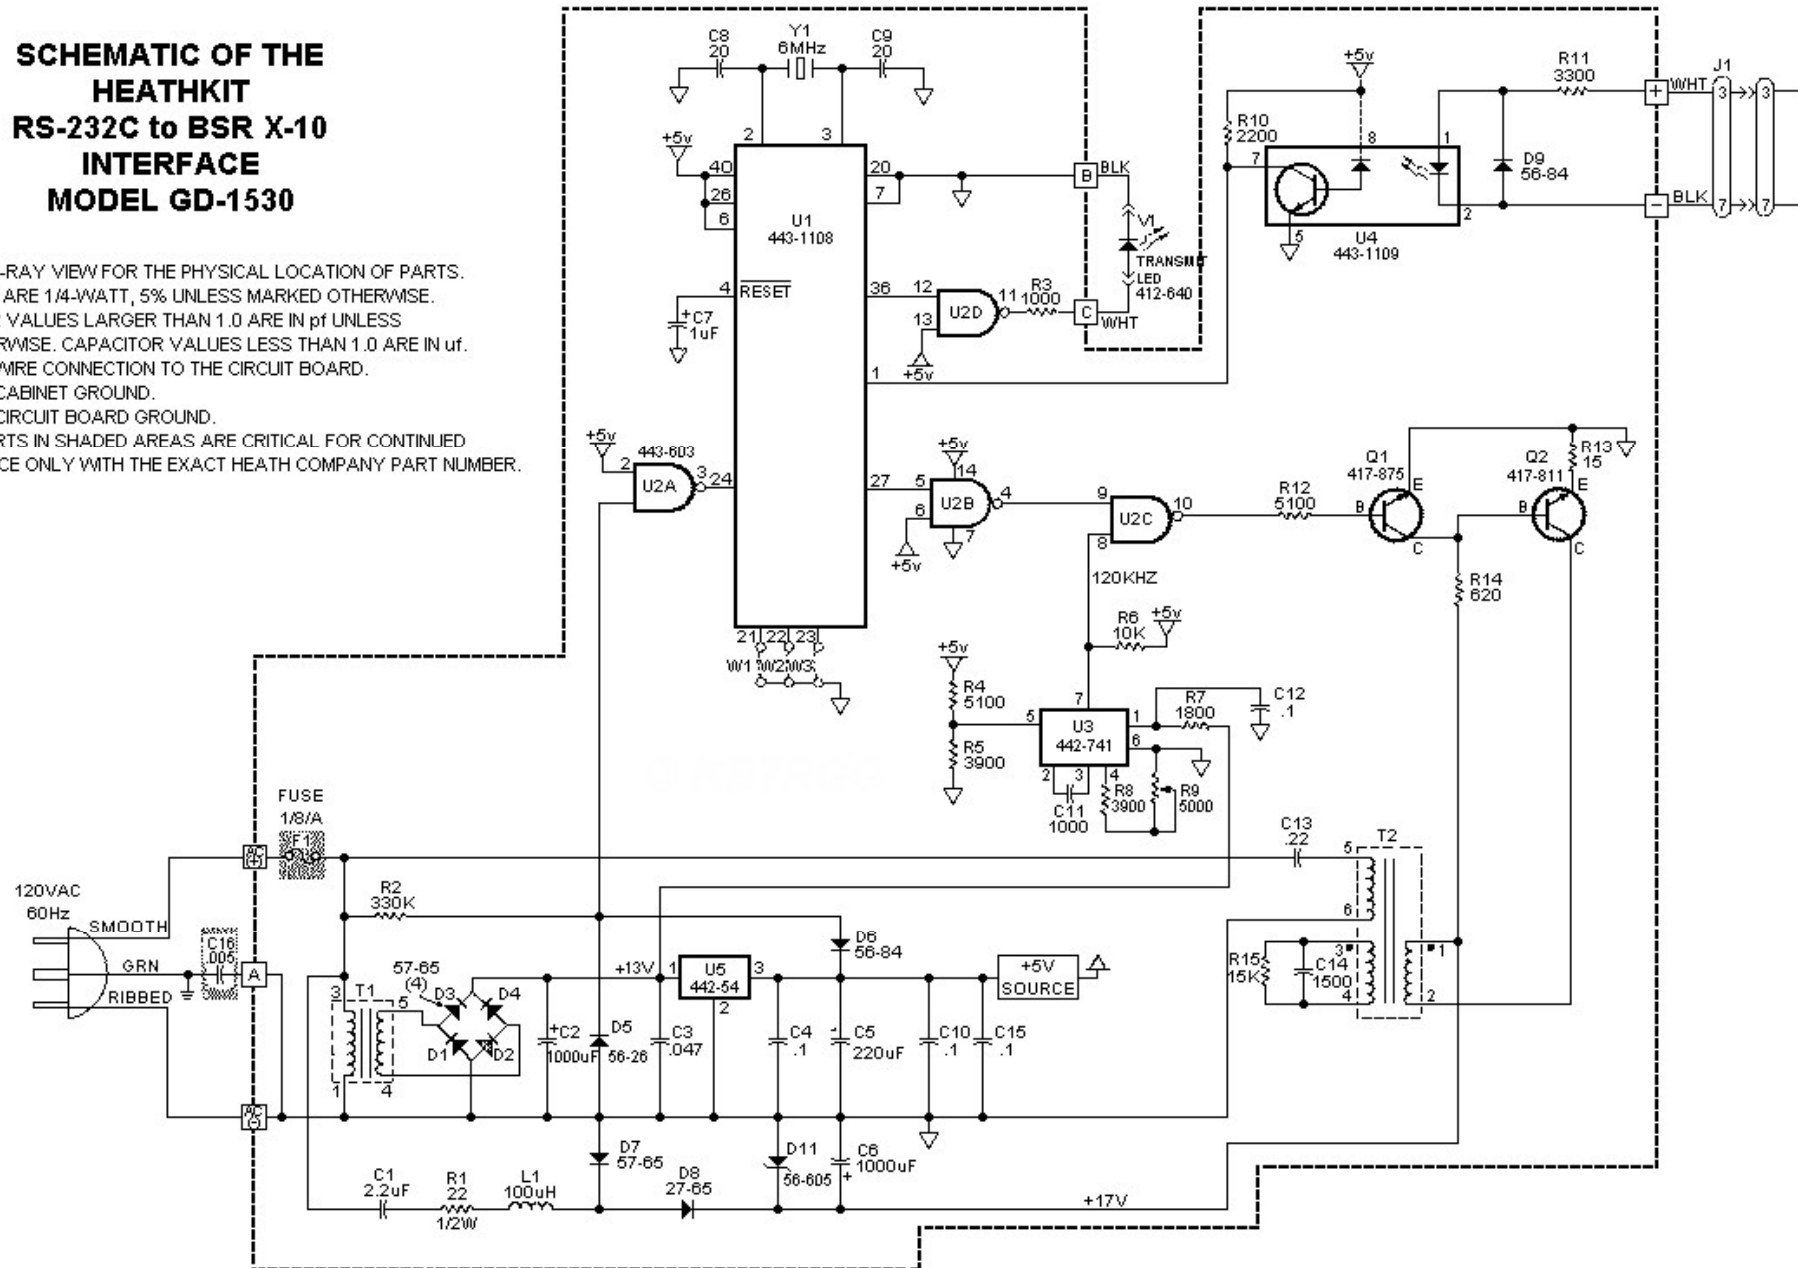 SCHEMATIC OF THE
HEATHKIT
RS-232C to BSR X-10
INTERFACE
MODEL GD-1530
-RAY VIEW FOR THE PHYSICAL LOCATION OF PARTS.
ARE 1/4-WATT, 5% UNLESS MARKED OTHERWISE.
VALUES LARGER THAN 1.0 ARE IN pf UNLESS
RWISE. CAPACITOR VALUES LESS THAN 1.0 ARE IN uf.
WIRE CONNECTION TO THE CIRCUIT BOARD.
CABINET GROUND.
CIRCUIT BOARD GROUND.
RTS IN SHADED AREAS ARE CRITICAL FOR CONTINUED
CE ONLY WITH THE EXACT HEATH COMPANY PART NUMBER.
C8
20
Y1
6MHz
C9
20
2
3
+5v
40
26
6
20
7
U1
443-1108
4
RESET
+C7
1uF
36
12
13
U2D
11
R3
1000
+5v
1
B
BLK
V1
TRANSMIT
LED
412-640
C
WHT
+5v
R10
2200
7
8
1
2
5
U4
443-1109
D9
56-84
R11
3300
+
WHT
J1
3
3
−
BLK
7
7
+5v
2
443-603
U2A
3
24
27
5
6
+5v
14
U2B
4
7
+5v
9
8
U2C
10
120KHZ
R12
5100
Q1
417-875
B
E
C
Q2
417-811
B
E
C
R13
15
R14
620
21
22
23
W1
W2
W3
+5v
R4
5100
R5
3900
R6
10K
+5v
7
5
U3
442-741
1
6
2
3
4
R7
1800
C12
.1
C11
1000
R8
3900
R9
5000
FUSE
1/8/A
F1
120VAC
60Hz
SMOOTH
GRN
RIBBED
C16
.005
A
R2
330K
3
T1
5
1
4
57-65
(4)
D3
D4
D1
D2
+13V
+C2
1000uF
D5
56-26
C3
.047
1
U5
442-54
3
2
D6
56-84
C4
.1
C5
220uF
C10
.1
C15
.1
+5V
SOURCE
C13
.22
T2
5
6
3
4
1
2
R15
15K
C14
1500
D7
57-65
D11
56-605
C6
1000uF
+
C1
2.2uF
R1
22
1/2W
L1
100uH
D8
27-65
+17V